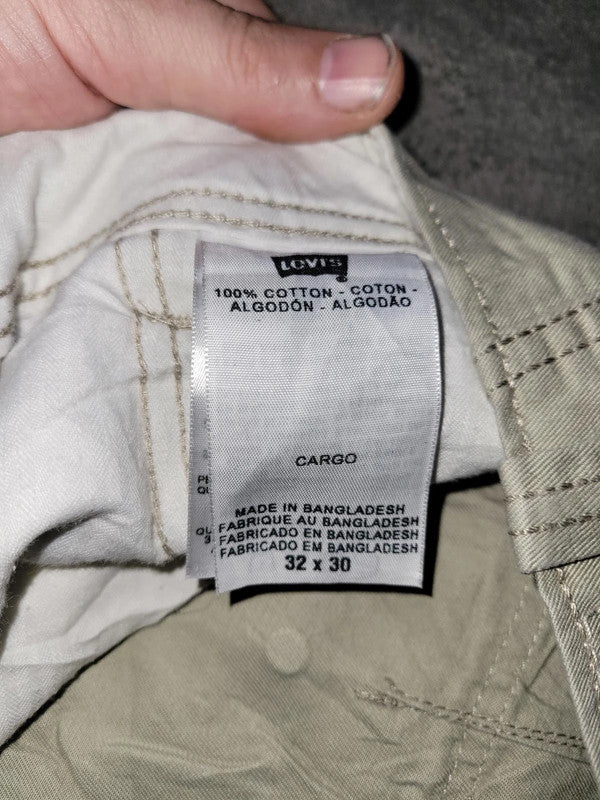 LEVI'S
100% COTTON - COTON -
ALGODÓN - ALGODÃO
CARGO
MADE IN BANGLADESH
FABRIQUE AU BANGLADESH
FABRICADO EN BANGLADESH
FABRICADO EM BANGLADESH
32 x 30